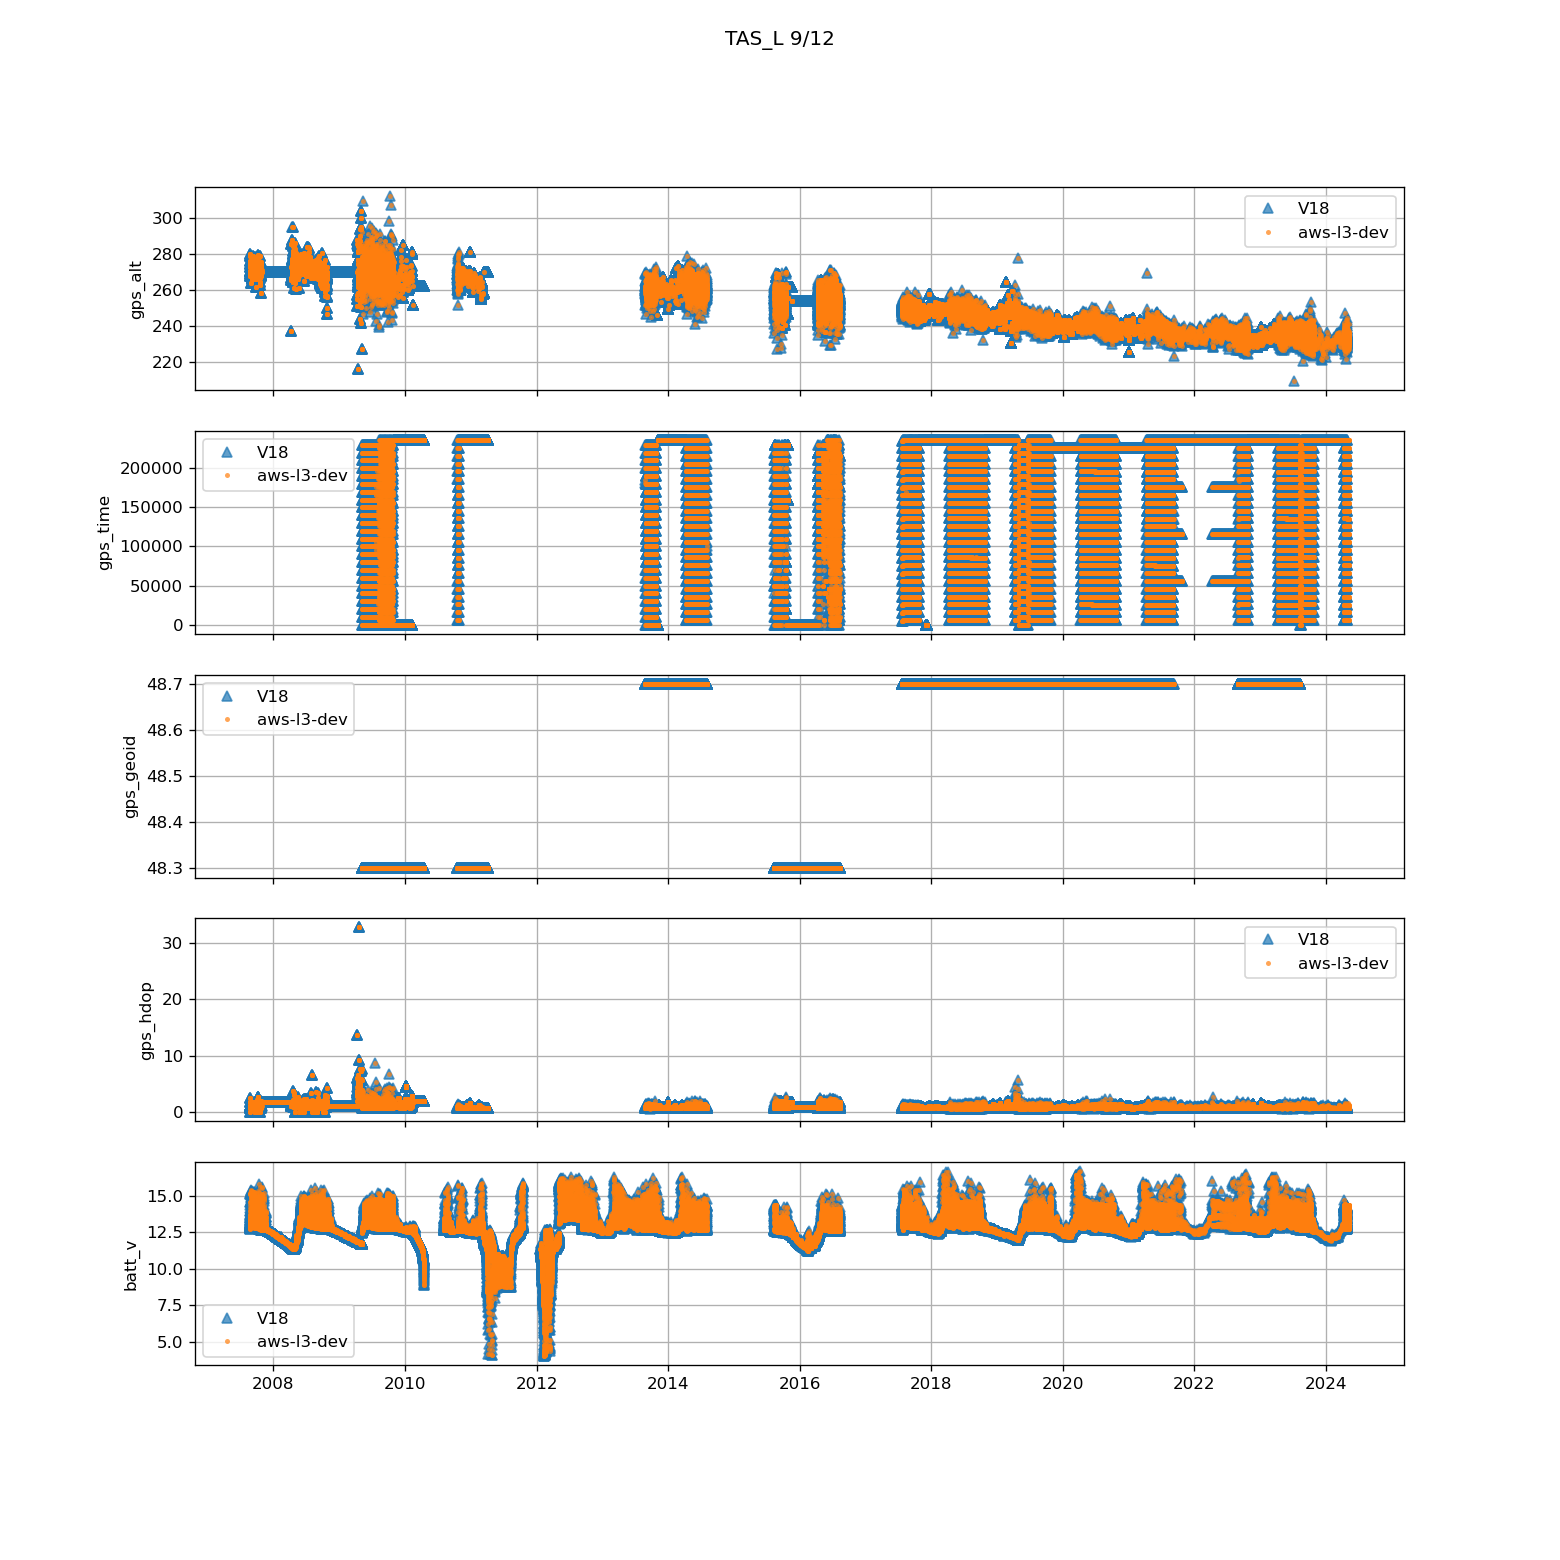 TAS_L 9/12
300
280
260
240
220
gps_alt
V18
aws-l3-dev
200000
150000
100000
50000
0
gps_time
V18
aws-l3-dev
48.7
48.6
48.5
48.4
48.3
gps_geoid
V18
aws-l3-dev
30
20
10
0
gps_hdop
V18
aws-l3-dev
15.0
12.5
10.0
7.5
5.0
batt_v
V18
aws-l3-dev
2008 2010 2012 2014 2016 2018 2020 2022 2024